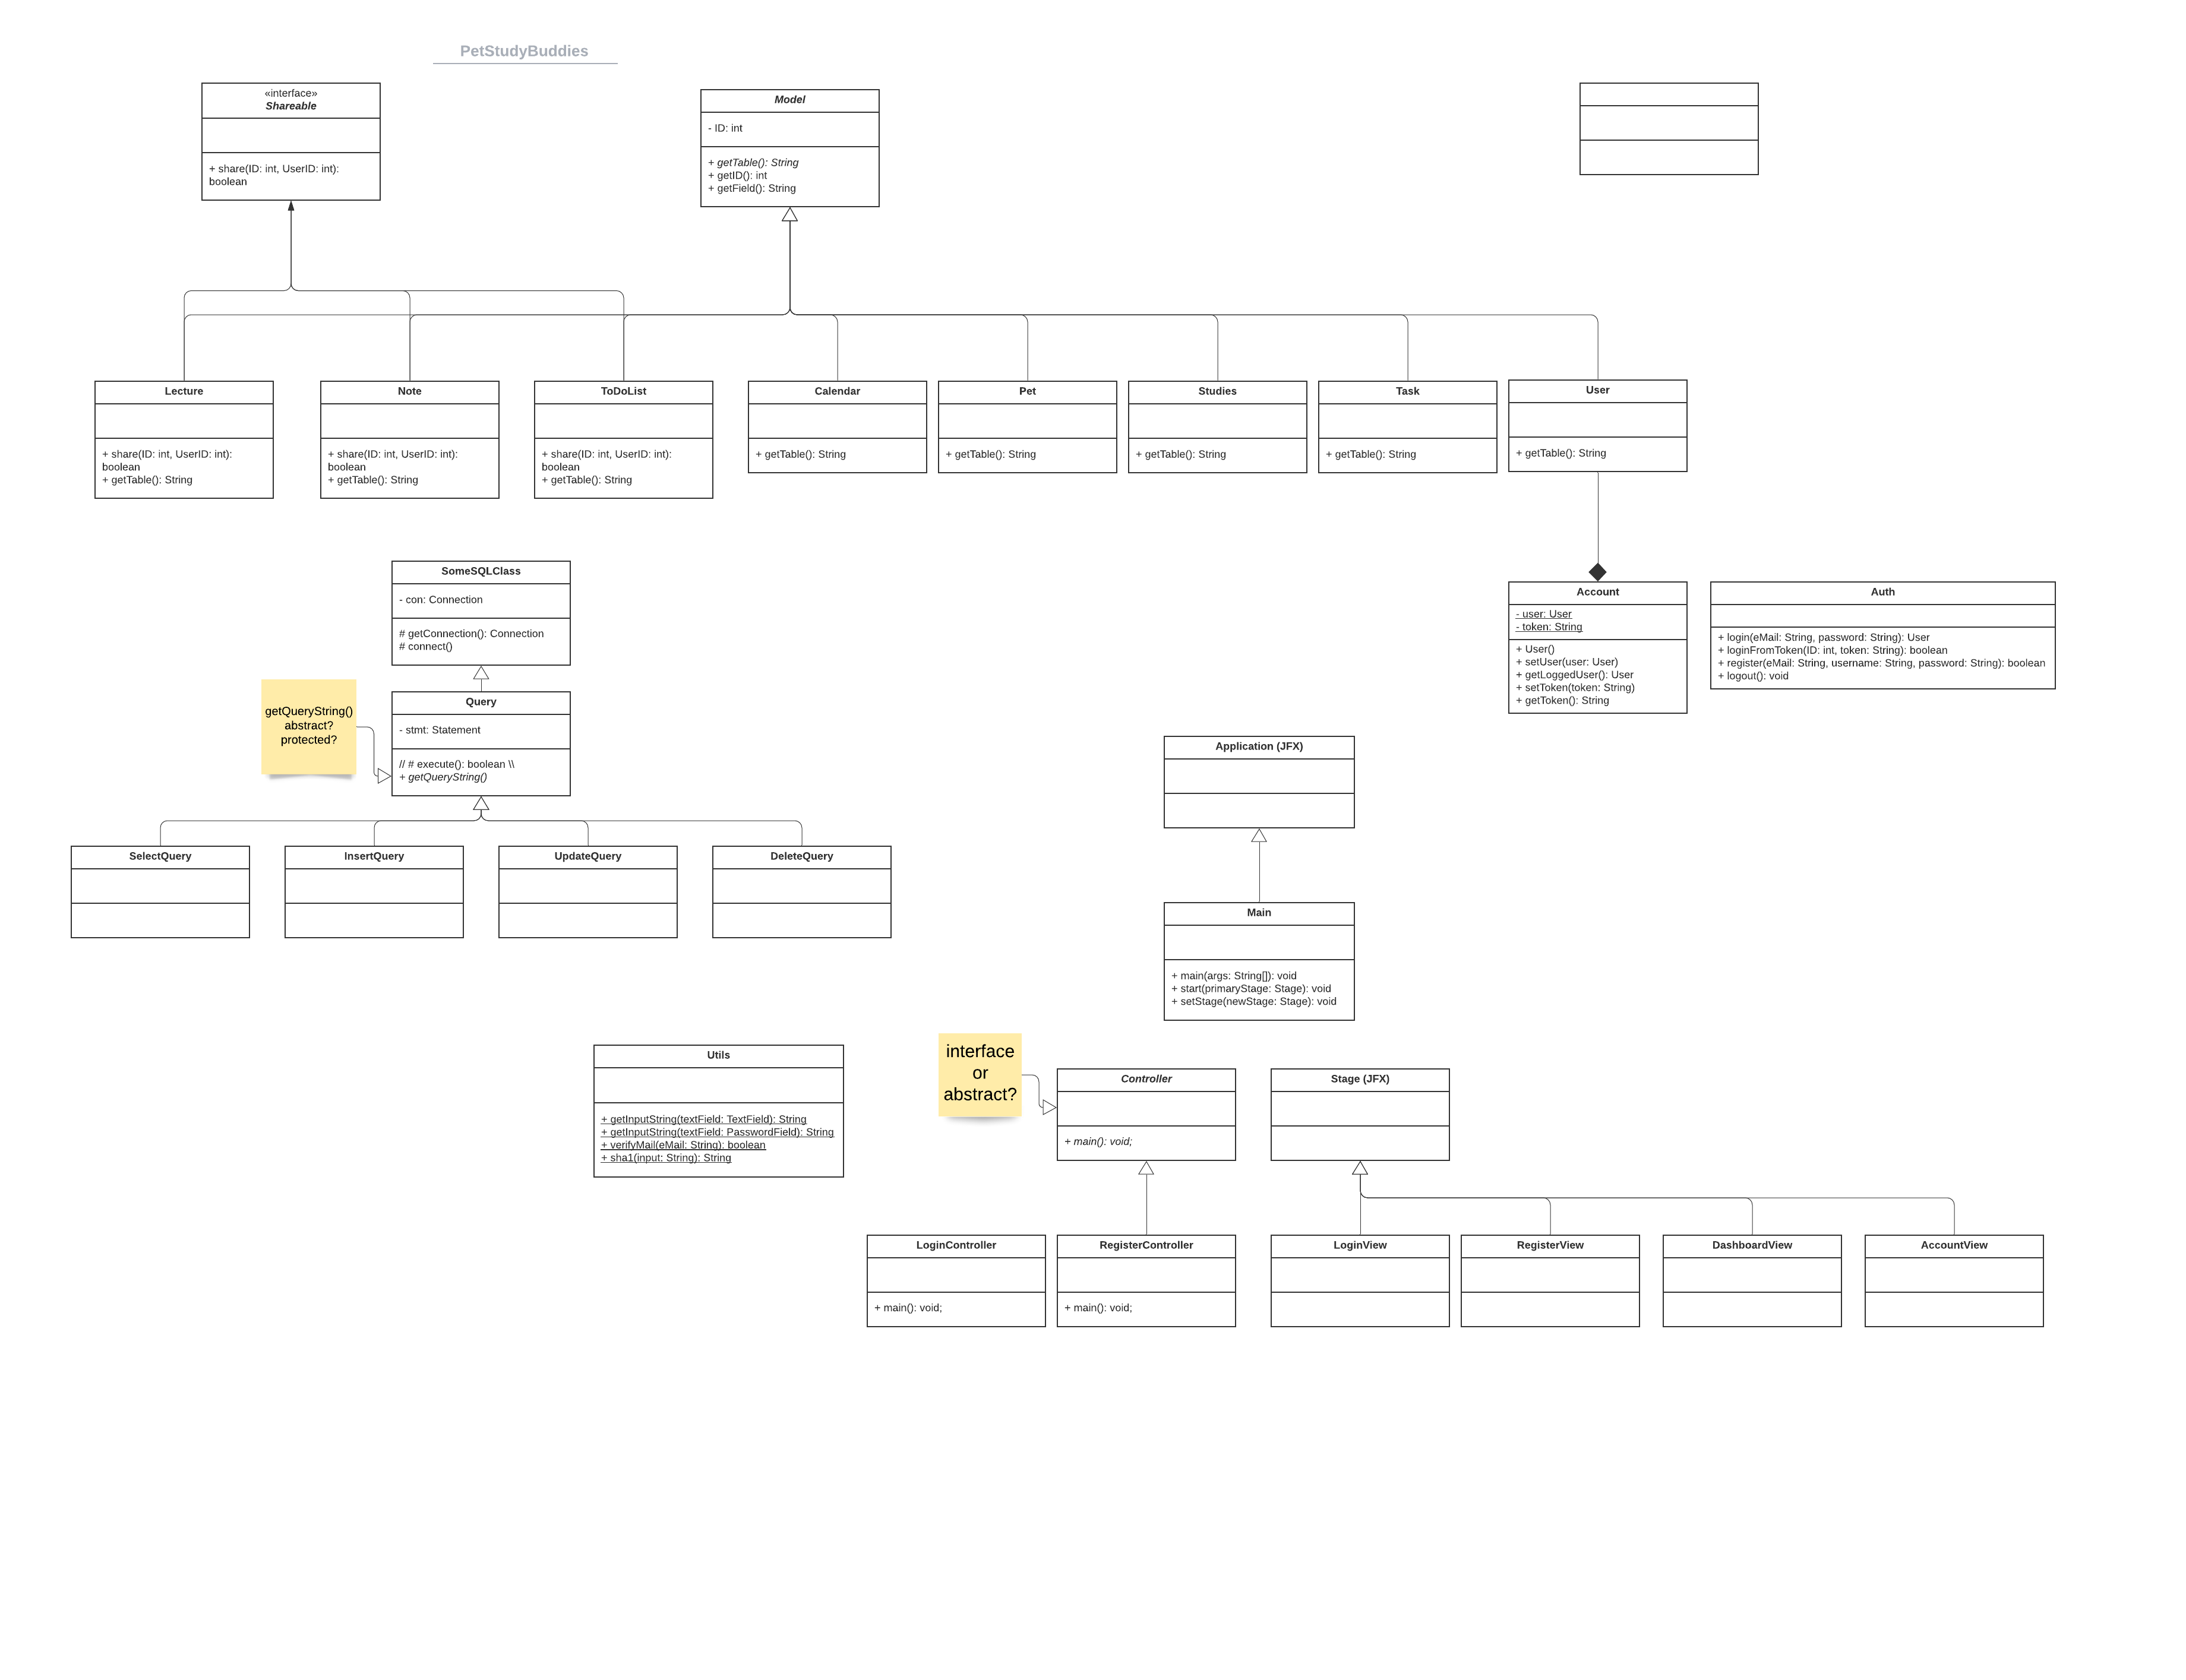 PetStudyBuddies
«interface»
Shareable
+ share(ID: int, UserID: int):
boolean
Model
- ID: int
+ getTable(): String
+ getID(): int
+ getField(): String
Lecture
+ share(ID: int, UserID: int):
boolean
+ getTable(): String
Note
+ share(ID: int, UserID: int):
boolean
+ getTable(): String
ToDoList
+ share(ID: int, UserID: int):
boolean
+ getTable(): String
Calendar
+ getTable(): String
Pet
+ getTable(): String
Studies
+ getTable(): String
Task
+ getTable(): String
User
+ getTable(): String
SomeSQLClass
- con: Connection
# getConnection(): Connection
# connect()
Account
- user: User
- token: String
+ User()
+ setUser(user: User)
+ getLoggedUser(): User
+ setToken(token: String)
+ getToken(): String
Auth
+ login(eMail: String, password: String): User
+ loginFromToken(ID: int, token: String): boolean
+ register(eMail: String, username: String, password: String): boolean
+ logout(): void
getQueryString()
abstract?
protected?
Query
- stmt: Statement
// # execute(): boolean \\
+ getQueryString()
SelectQuery
InsertQuery
UpdateQuery
DeleteQuery
Application (JFX)
Main
+ main(args: String[]): void
+ start(primaryStage: Stage): void
+ setStage(newStage: Stage): void
Utils
+ getInputString(textField: TextField): String
+ getInputString(textField: PasswordField): String
+ verifyMail(eMail: String): boolean
+ sha1(input: String): String
interface
or
abstract?
Controller
+ main(): void;
Stage (JFX)
LoginController
+ main(): void;
RegisterController
+ main(): void;
LoginView
RegisterView
DashboardView
AccountView